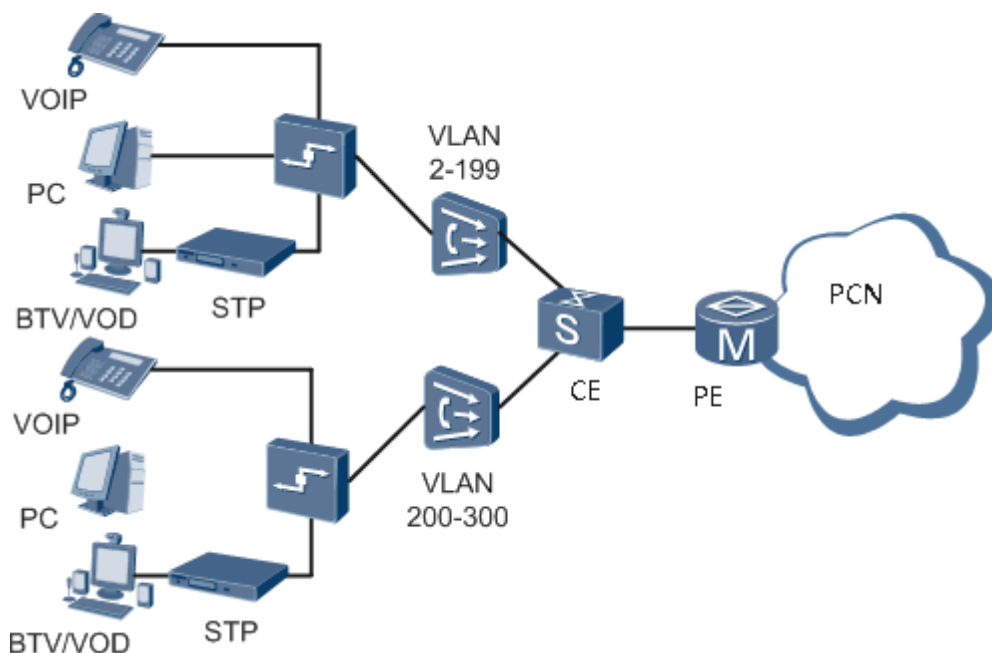 VOIP
PC
BTV/VOD
STP
VLAN
2-199
S
CE
M
PE
PCN
VOIP
PC
BTV/VOD
STP
VLAN
200-300